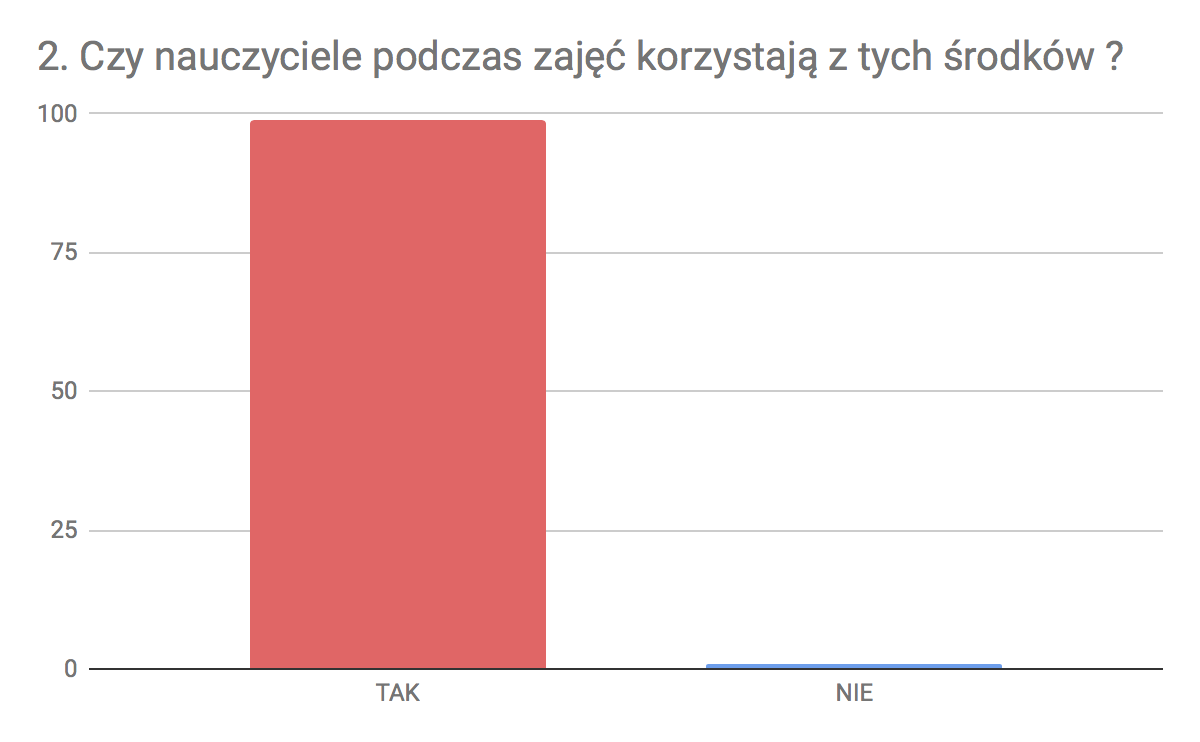 2. Czy nauczyciele podczas zajęć korzystają z tych środków ?
100
75
50
25
0
TAK NIE